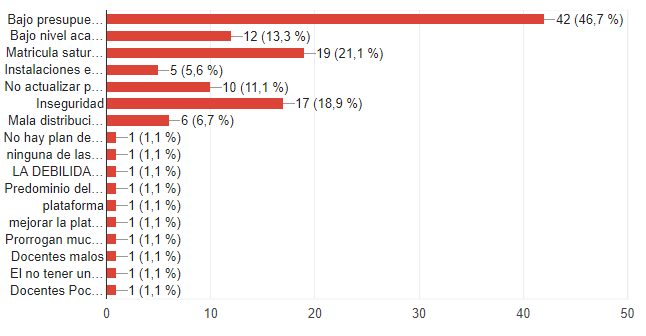 Bajo presupue... 42 (46,7 %)
Bajo nivel aca... 12 (13,3 %)
Matricula satur... 19 (21,1 %)
Instalaciones e... 5 (5,6 %)
No actualizar p... 10 (11,1 %)
Inseguridad 17 (18,9 %)
Mala distribuci... 6 (6,7 %)
No hay plan de... 1 (1,1 %)
ninguna de las... 1 (1,1 %)
LA DEBILIDA... 1 (1,1 %)
Predominio del... 1 (1,1 %)
plataforma 1 (1,1 %)
mejorar la plat... 1 (1,1 %)
Prorrogan muc... 1 (1,1 %)
Docentes malos 1 (1,1 %)
El no tener un... 1 (1,1 %)
Docentes Poc... 1 (1,1 %)
0 10 20 30 40 50